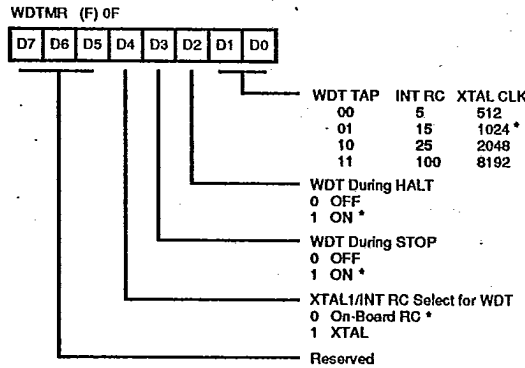 WDTMR (F) 0F
D7 D6 D5 D4 D3 D2 D1 D0
WDT TAP INT RC XTAL CLK
00 5 512
01 15 1024 *
10 25 2048
11 100 8192
WDT During HALT
0 OFF
1 ON *
WDT During STOP
0 OFF
1 ON *
XTAL1/INT RC Select for WDT
0 On-Board RC *
1 XTAL
Reserved